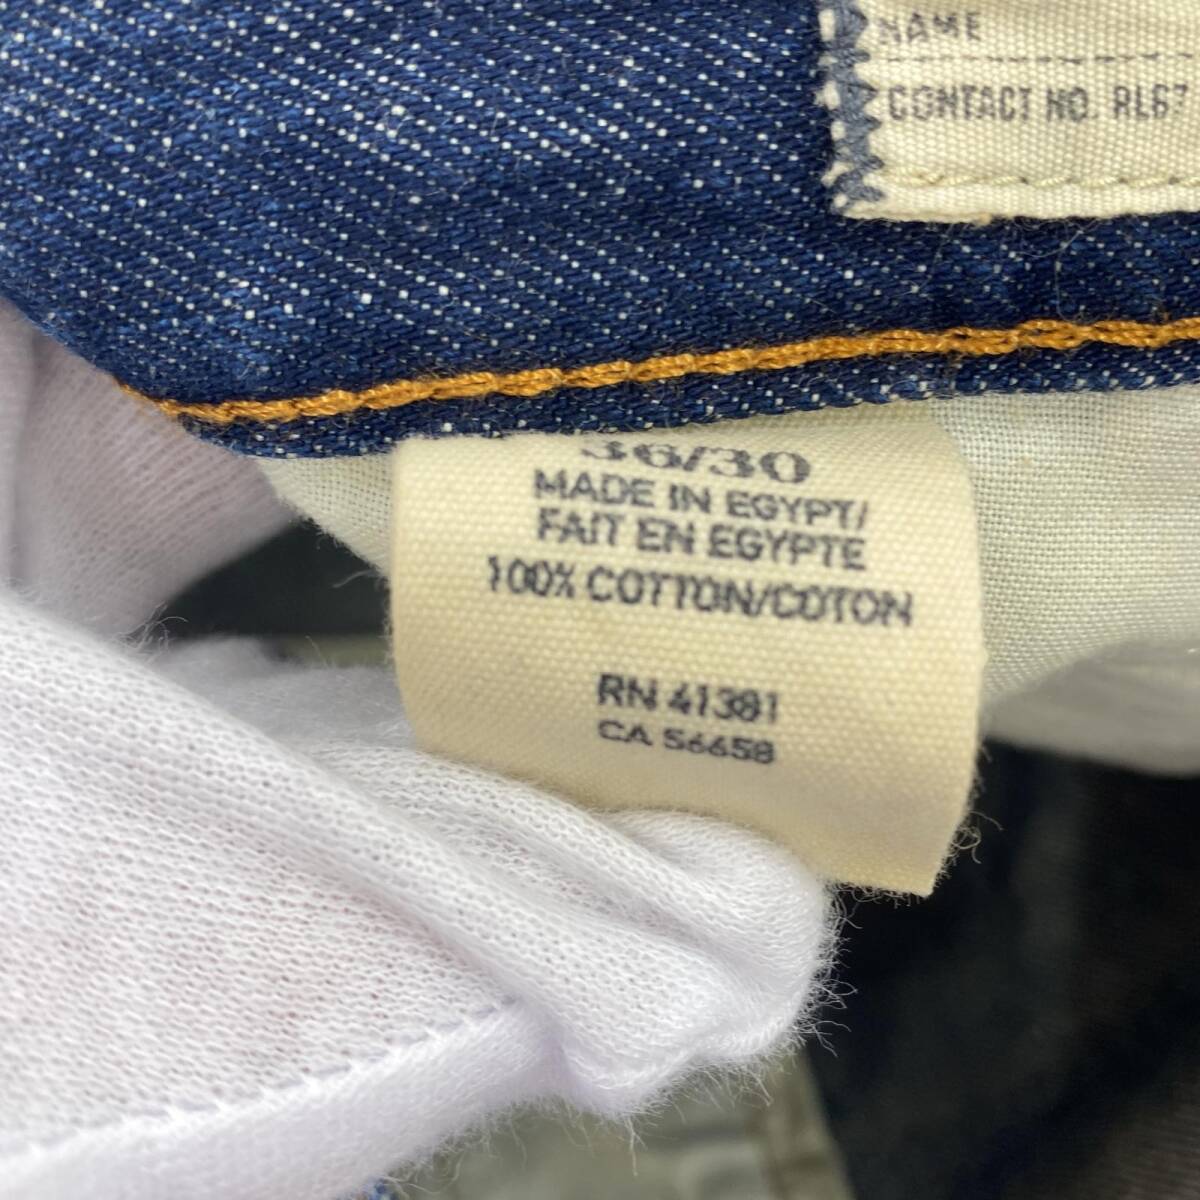 NAME
CONTACT NO. RL67
36/30
MADE IN EGYPT/
FAIT EN EGYPTE
100% COTTON/COTON
RN 41381
CA 56658